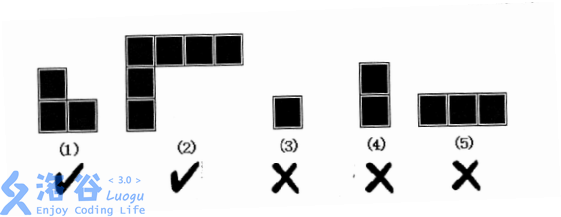 (1) (2) (3) (4) (5)
洛谷 < 3.0 >
Luogu
Enjoy Coding Life